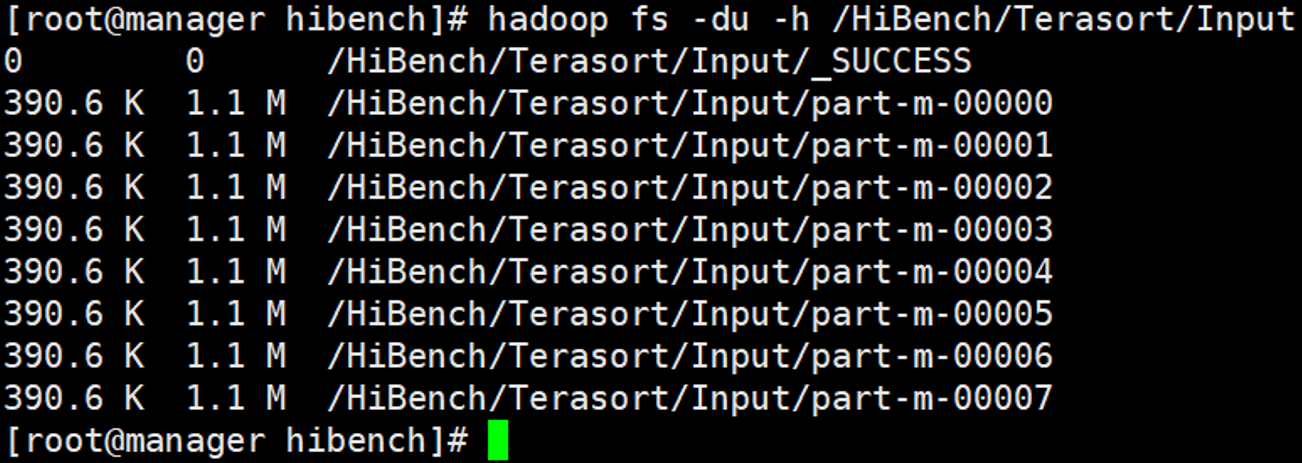 [root@manager hibench]# hadoop fs -du -h /HiBench/Terasort/Input
0        0      /HiBench/Terasort/Input/_SUCCESS
390.6 K  1.1 M  /HiBench/Terasort/Input/part-m-00000
390.6 K  1.1 M  /HiBench/Terasort/Input/part-m-00001
390.6 K  1.1 M  /HiBench/Terasort/Input/part-m-00002
390.6 K  1.1 M  /HiBench/Terasort/Input/part-m-00003
390.6 K  1.1 M  /HiBench/Terasort/Input/part-m-00004
390.6 K  1.1 M  /HiBench/Terasort/Input/part-m-00005
390.6 K  1.1 M  /HiBench/Terasort/Input/part-m-00006
390.6 K  1.1 M  /HiBench/Terasort/Input/part-m-00007
[root@manager hibench]#